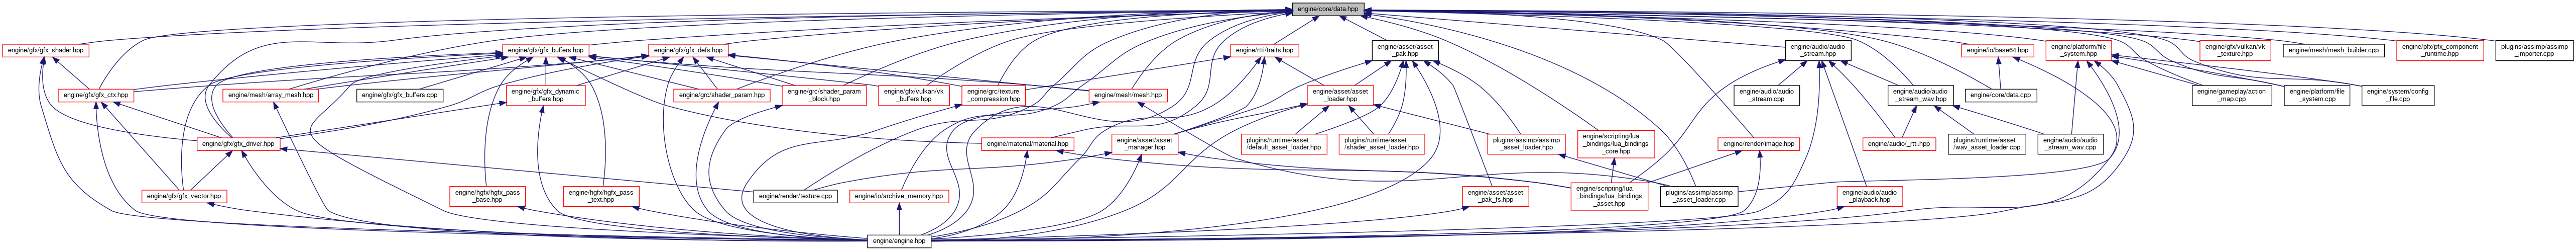 engine/core/data.hpp
engine/gfx/gfx_shader.hpp
engine/gfx/gfx_buffers.hpp
engine/gfx/gfx_defs.hpp
engine/rtti/traits.hpp
engine/asset/asset
_pak.hpp
engine/audio/audio
_stream.hpp
engine/io/base64.hpp
engine/platform/file
_system.hpp
engine/gfx/vulkan/vk
_texture.hpp
engine/mesh/mesh_builder.cpp
engine/pfx/pfx_component
_runtime.hpp
plugins/assimp/assimp
_importer.cpp
engine/gfx/gfx_ctx.hpp
engine/mesh/array_mesh.hpp
engine/gfx/gfx_buffers.cpp
engine/gfx/gfx_dynamic
_buffers.hpp
engine/grc/shader_param.hpp
engine/grc/shader_param
_block.hpp
engine/gfx/vulkan/vk
_buffers.hpp
engine/grc/texture
_compression.hpp
engine/mesh/mesh.hpp
engine/asset/asset
_loader.hpp
engine/audio/audio
_stream.cpp
engine/audio/audio
_stream_wav.hpp
engine/core/data.cpp
engine/gameplay/action
_map.cpp
engine/platform/file
_system.cpp
engine/system/config
_file.cpp
engine/gfx/gfx_driver.hpp
engine/material/material.hpp
engine/asset/asset
_manager.hpp
plugins/runtime/asset
/default_asset_loader.hpp
plugins/runtime/asset
/shader_asset_loader.hpp
plugins/assimp/assimp
_asset_loader.hpp
engine/scripting/lua
_bindings/lua_bindings
_core.hpp
engine/render/image.hpp
engine/audio/_rtti.hpp
plugins/runtime/asset
/wav_asset_loader.cpp
engine/audio/audio
_stream_wav.cpp
engine/gfx/gfx_vector.hpp
engine/hgfx/hgfx_pass
_base.hpp
engine/hgfx/hgfx_pass
_text.hpp
engine/render/texture.cpp
engine/io/archive_memory.hpp
engine/asset/asset
_pak_fs.hpp
engine/scripting/lua
_bindings/lua_bindings
_asset.hpp
plugins/assimp/assimp
_asset_loader.cpp
engine/audio/audio
_playback.hpp
engine/engine.hpp